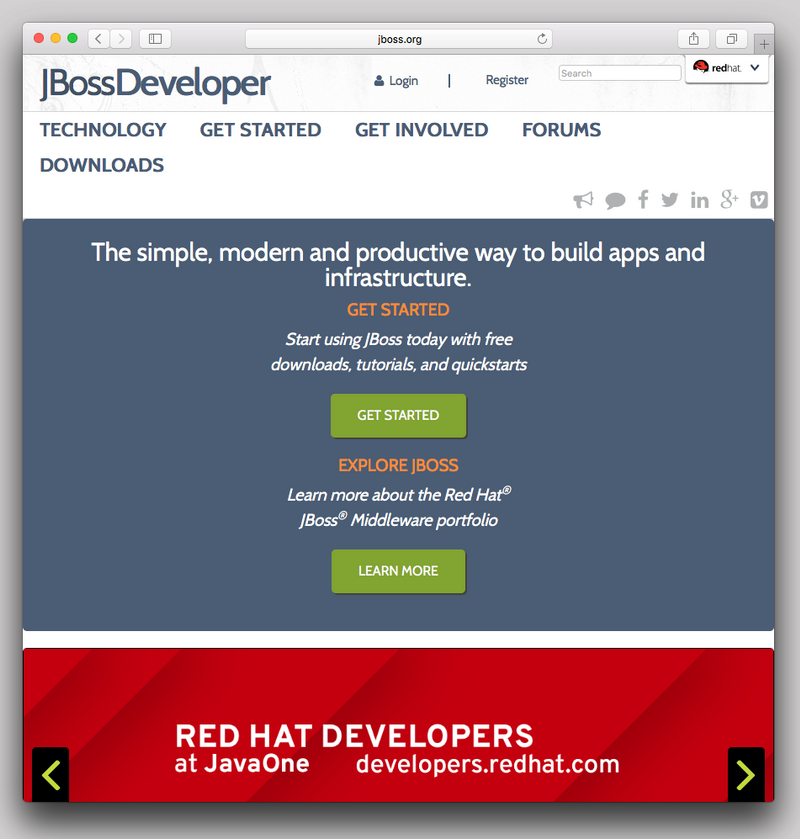 jboss.org
JBossDeveloper
Login | Register
Search
redhat.
TECHNOLOGY GET STARTED GET INVOLVED FORUMS
DOWNLOADS
The simple, modern and productive way to build apps and
infrastructure.
GET STARTED
Start using JBoss today with free
downloads, tutorials, and quickstarts
GET STARTED
EXPLORE JBOSS
Learn more about the Red Hat®
JBoss® Middleware portfolio
LEARN MORE
RED HAT DEVELOPERS
at JavaOne developers.redhat.com